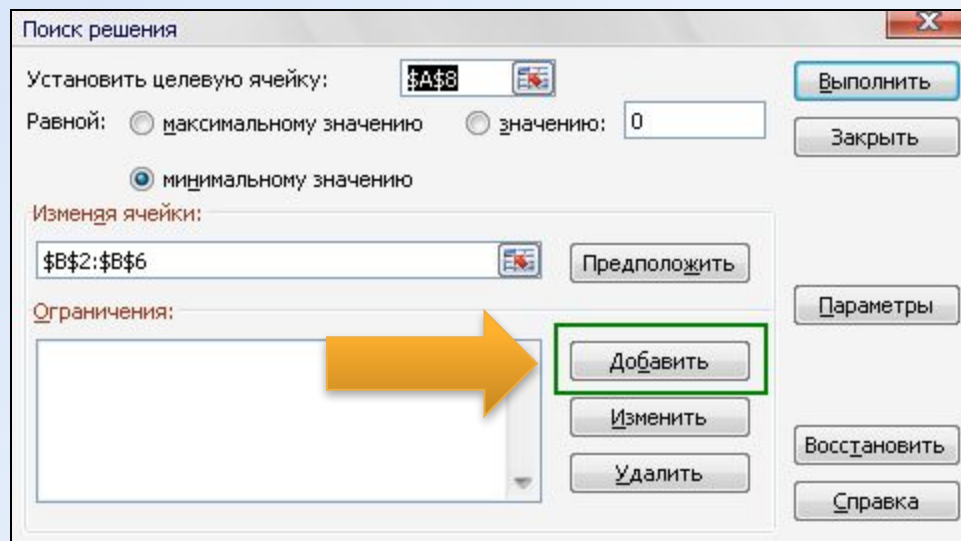 Поиск решения
Установить целевую ячейку: $A$8
Выполнить
Равной: максимальному значению значению: 0
Закрыть
минимальному значению
Изменяя ячейки:
$B$2:$B$6 Предположить
Параметры
Ограничения:
Добавить
Изменить
Восстановить
Удалить
Справка